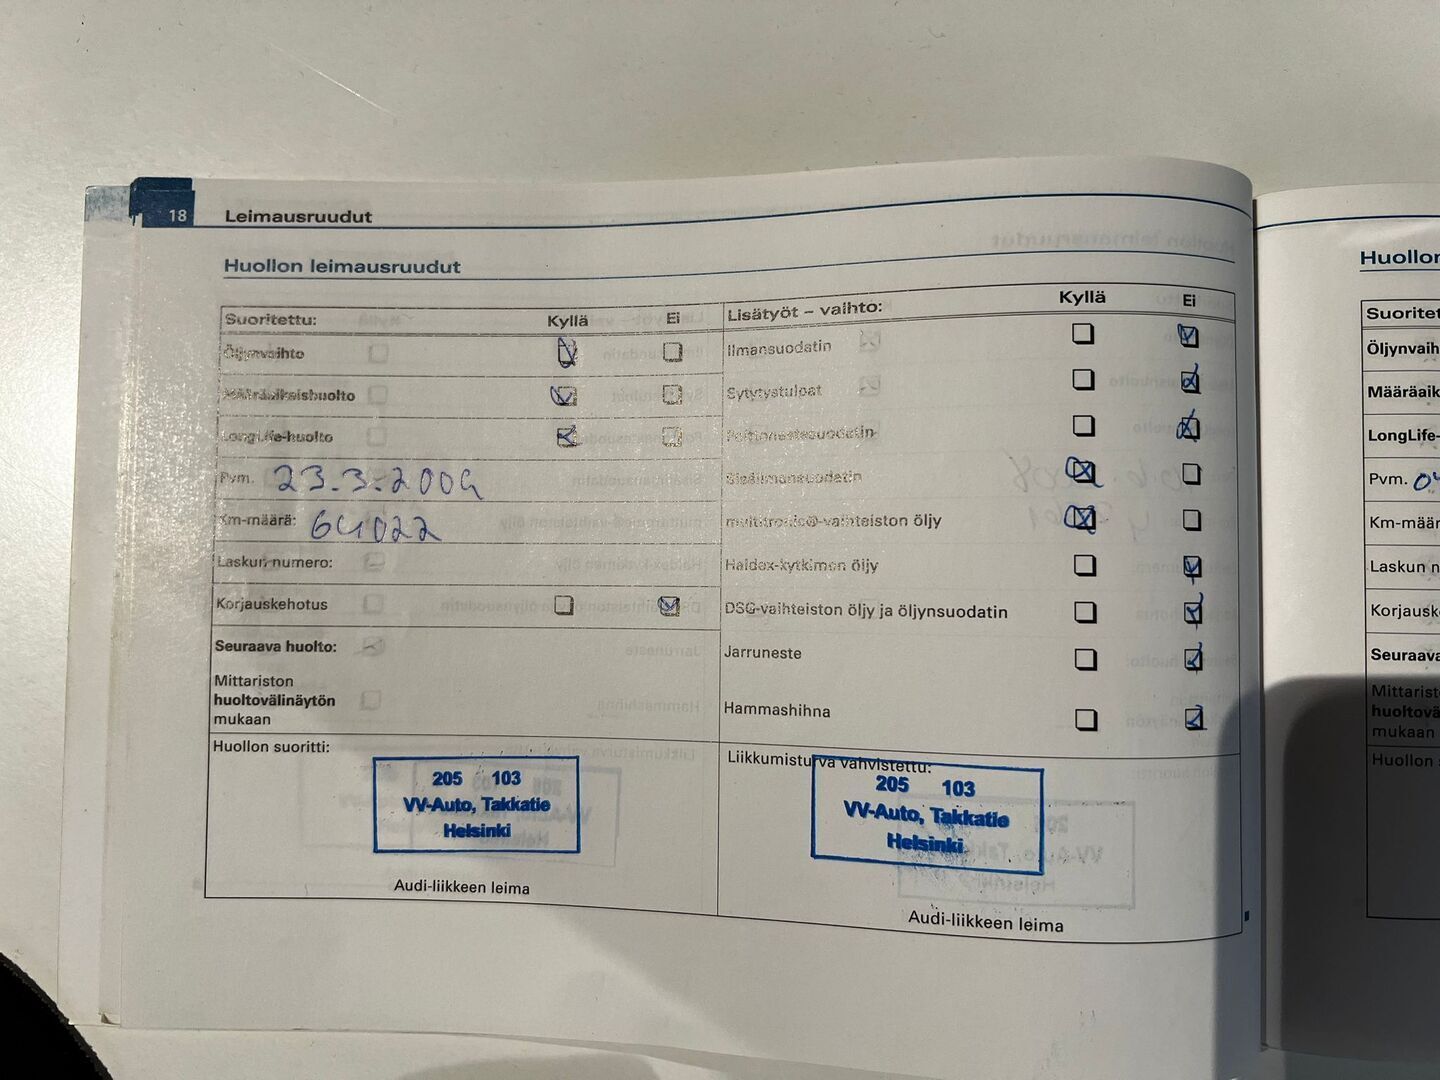 18 Leimausruudut
Huollon leimausruudut
Suoritettu: Kyllä Ei
Öljynvaihto
Määräaikaishuolto
LongLife-huolto
Pvm. 23.3.2009
Km-määrä: 64022
Laskun numero:
Korjauskehotus
Seuraava huolto:
Mittariston
huoltovälinäytön
mukaan
Huollon suoritti:
205 103
VV-Auto, Takkatie
Helsinki
Audi-liikkeen leima
Lisätyöt – vaihto: Kyllä Ei
Ilmansuodatin
Sytytystulpat
Polttonestesuodatin
Sisäilmansuodatin
multitronic®-vaihteiston öljy
Haldex-kytkimen öljy
DSG-vaihteiston öljy ja öljynsuodatin
Jarruneste
Hammashihna
Liikkumisturva vahvistettu:
205 103
VV-Auto, Takkatie
Helsinki
Audi-liikkeen leima
Huollon
Suoritet
Öljynvaih
Määräaik
LongLife-
Pvm. 04
Km-määr
Laskun n
Korjauske
Seuraava
Mittarist
huoltovä
mukaan
Huollon s